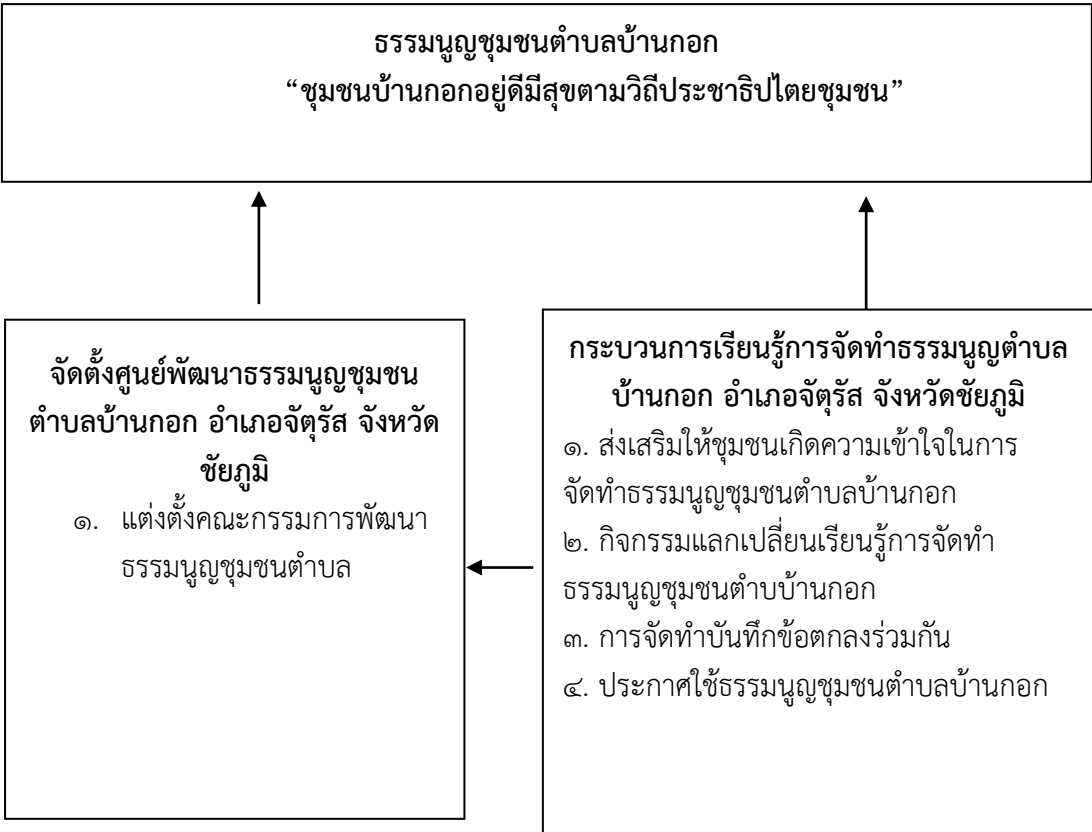 ธรรมนูญชุมชนตำบลบ้านกอก
“ชุมชนบ้านกอกอยู่ดีมีสุขตามวิถีประชาธิปไตยชุมชน”
จัดตั้งศูนย์พัฒนาธรรมนูญชุมชน
ตำบลบ้านกอก อำเภอจัตุรัส จังหวัด
ชัยภูมิ
๑. แต่งตั้งคณะกรรมการพัฒนา
ธรรมนูญชุมชนตำบล
กระบวนการเรียนรู้การจัดทำธรรมนูญตำบล
บ้านกอก อำเภอจัตุรัส จังหวัดชัยภูมิ
๑. ส่งเสริมให้ชุมชนเกิดความเข้าใจในการ
จัดทำธรรมนูญชุมชนตำบลบ้านกอก
๒. กิจกรรมแลกเปลี่ยนเรียนรู้การจัดทำ
ธรรมนูญชุมชนตำบบ้านกอก
๓. การจัดทำบันทึกข้อตกลงร่วมกัน
๔. ประกาศใช้ธรรมนูญชุมชนตำบลบ้านกอก